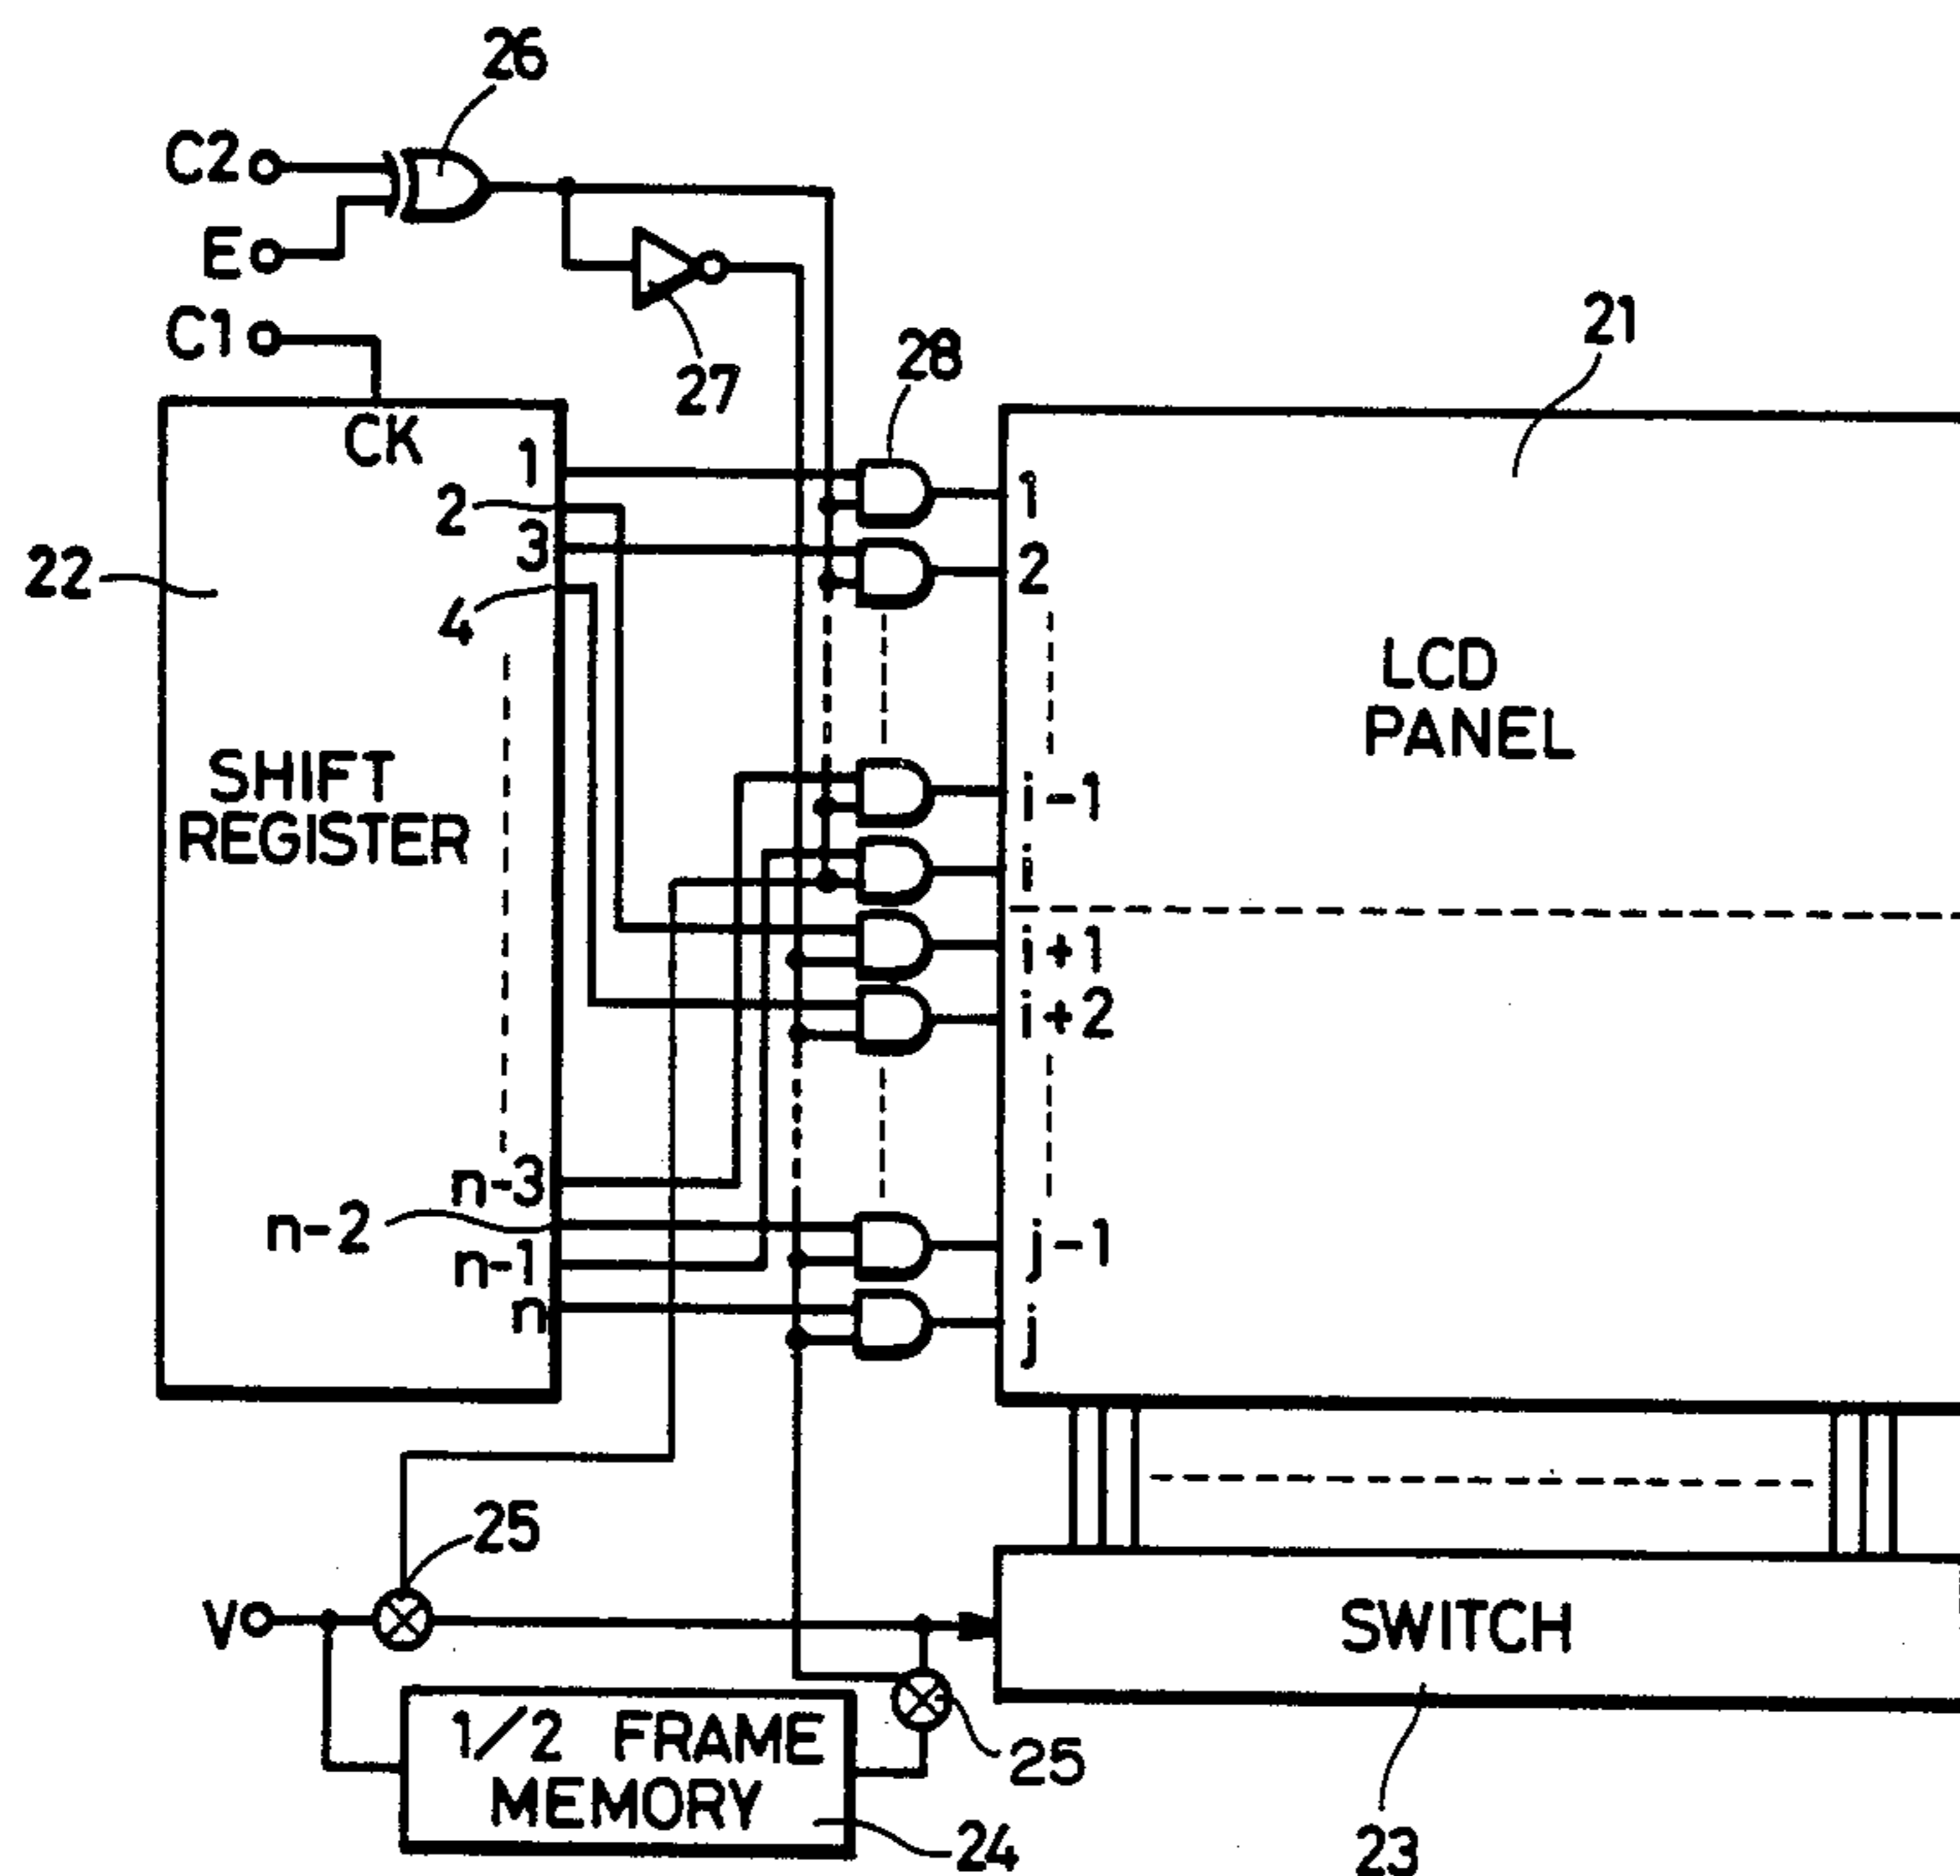 26
C2
E
C1
27
28
21
CK
1
2
3
4
22
1
2
LCD
PANEL
SHIFT
REGISTER
i-1
i
i+1
i+2
n-3
n-2
n-1
n
j-1
j
25
V
SWITCH
1/2 FRAME
MEMORY
25
24
23